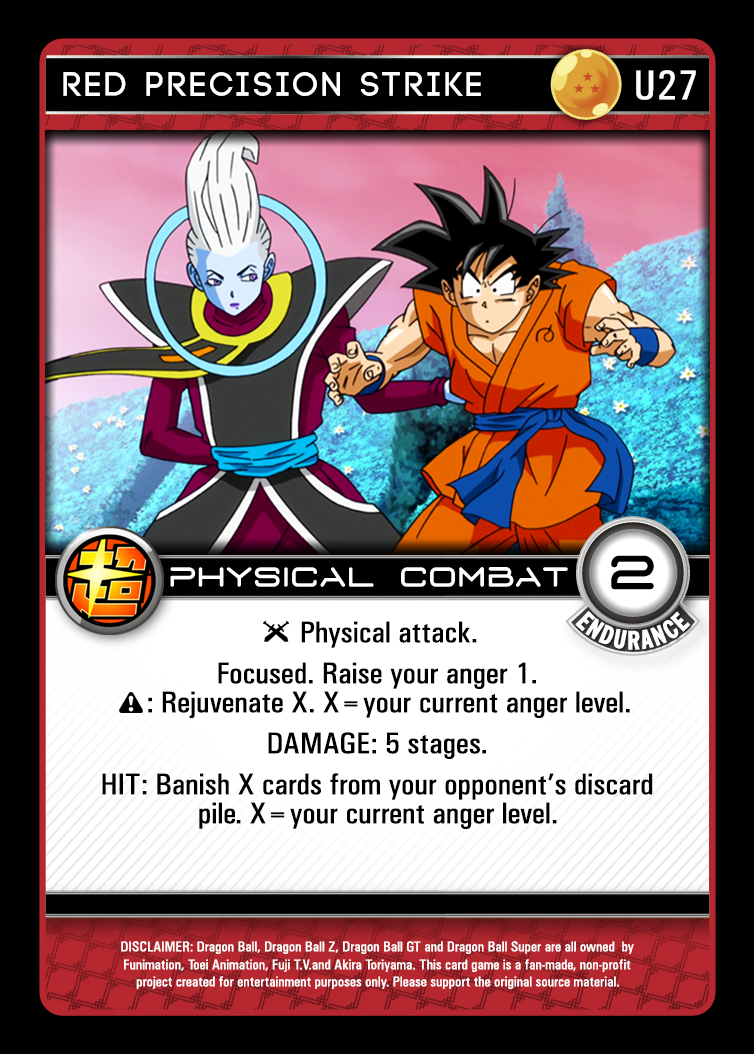 RED PRECISION STRIKE
U27
PHYSICAL COMBAT
2
ENDURANCE
Physical attack.
Focused. Raise your anger 1.
: Rejuvenate X. X = your current anger level.
DAMAGE: 5 stages.
HIT: Banish X cards from your opponent's discard
pile. X = your current anger level.
DISCLAIMER: Dragon Ball, Dragon Ball Z, Dragon Ball GT and Dragon Ball Super are all owned by
Funimation, Toei Animation, Fuji T.V.and Akira Toriyama. This card game is a fan-made, non-profit
project created for entertainment purposes only. Please support the original source material.